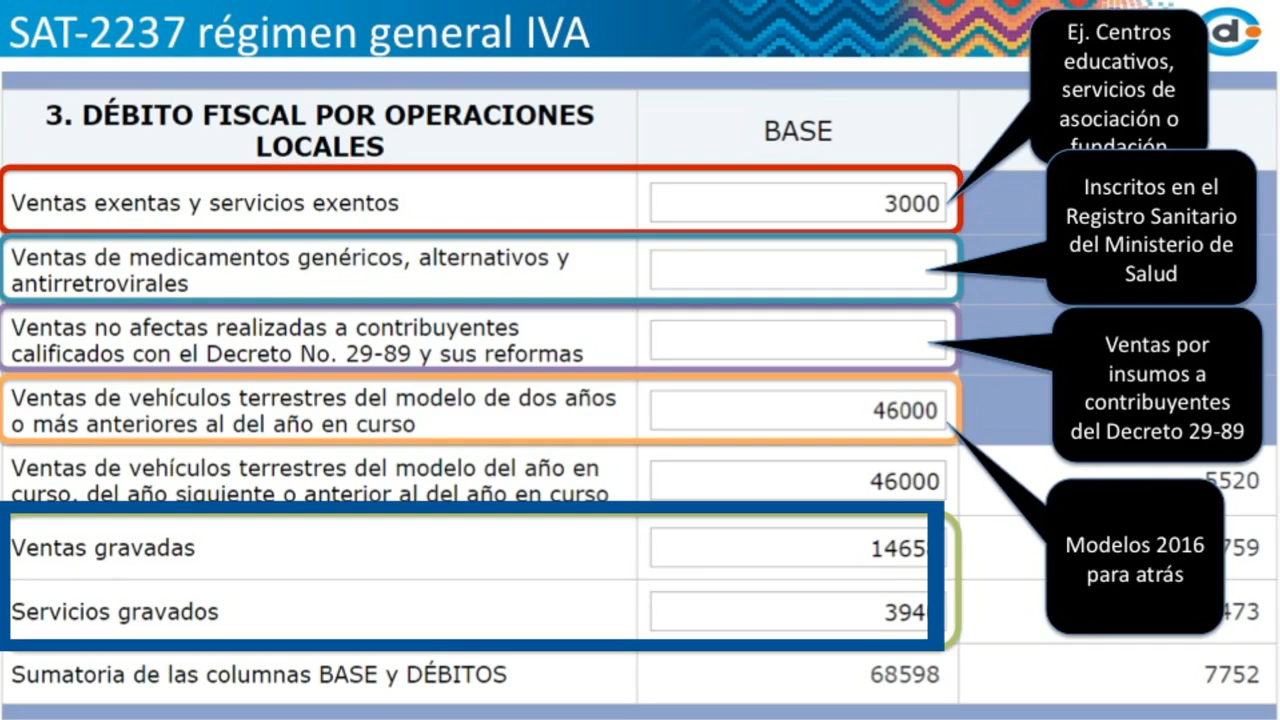 SAT-2237 régimen general IVA
d
Ej. Centros
educativos,
servicios de
asociación o
fundación
3. DÉBITO FISCAL POR OPERACIONES
LOCALES
BASE
Ventas exentas y servicios exentos
3000
Inscritos en el
Registro Sanitario
del Ministerio de
Salud
Ventas de medicamentos genéricos, alternativos y
antirretrovirales
Ventas no afectas realizadas a contribuyentes
calificados con el Decreto No. 29-89 y sus reformas
Ventas por
insumos a
contribuyentes
del Decreto 29-89
Ventas de vehículos terrestres del modelo de dos años
o más anteriores al del año en curso
46000
Ventas de vehículos terrestres del modelo del año en
curso, del año siguiente o anterior al del año en curso
46000
5520
Modelos 2016
para atrás
Ventas gravadas
1465
759
Servicios gravados
394
473
Sumatoria de las columnas BASE y DÉBITOS
68598
7752